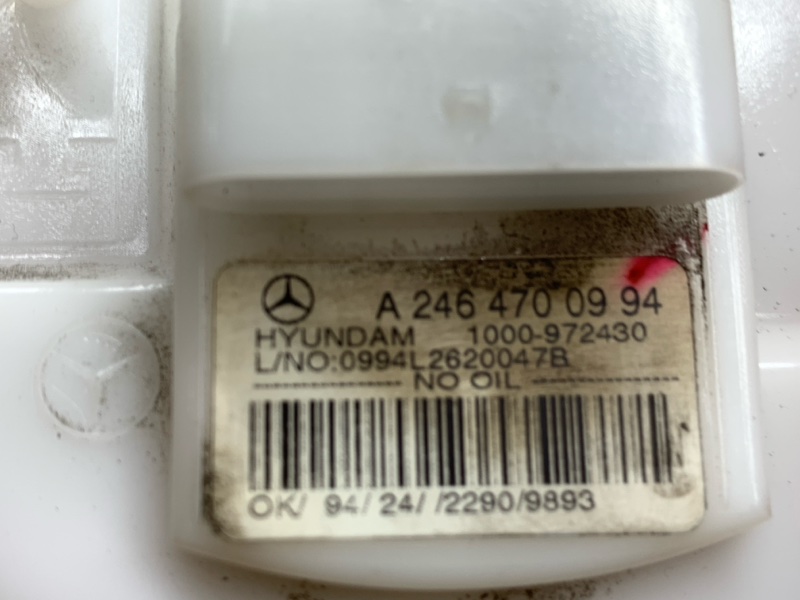 A 246 470 09 94
HYUNDAM 1000-972430
L/NO:0994L2620047B
NO OIL
OK/ 94/ 24/ /2290/9893